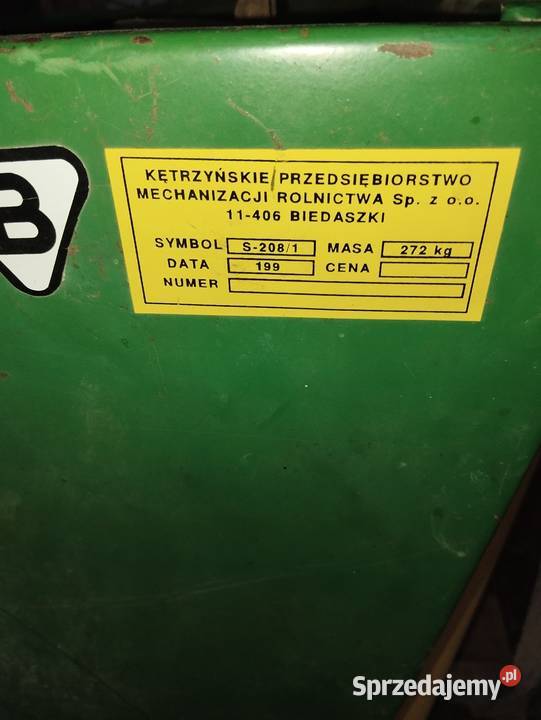 B
KĘTRZYŃSKIE PRZEDSIĘBIORSTWO
MECHANIZACJI ROLNICTWA Sp. z o.o.
11-406 BIEDASZKI
SYMBOL S-208/1 MASA 272 kg
DATA 199 CENA
NUMER
Sprzedajemy.pl